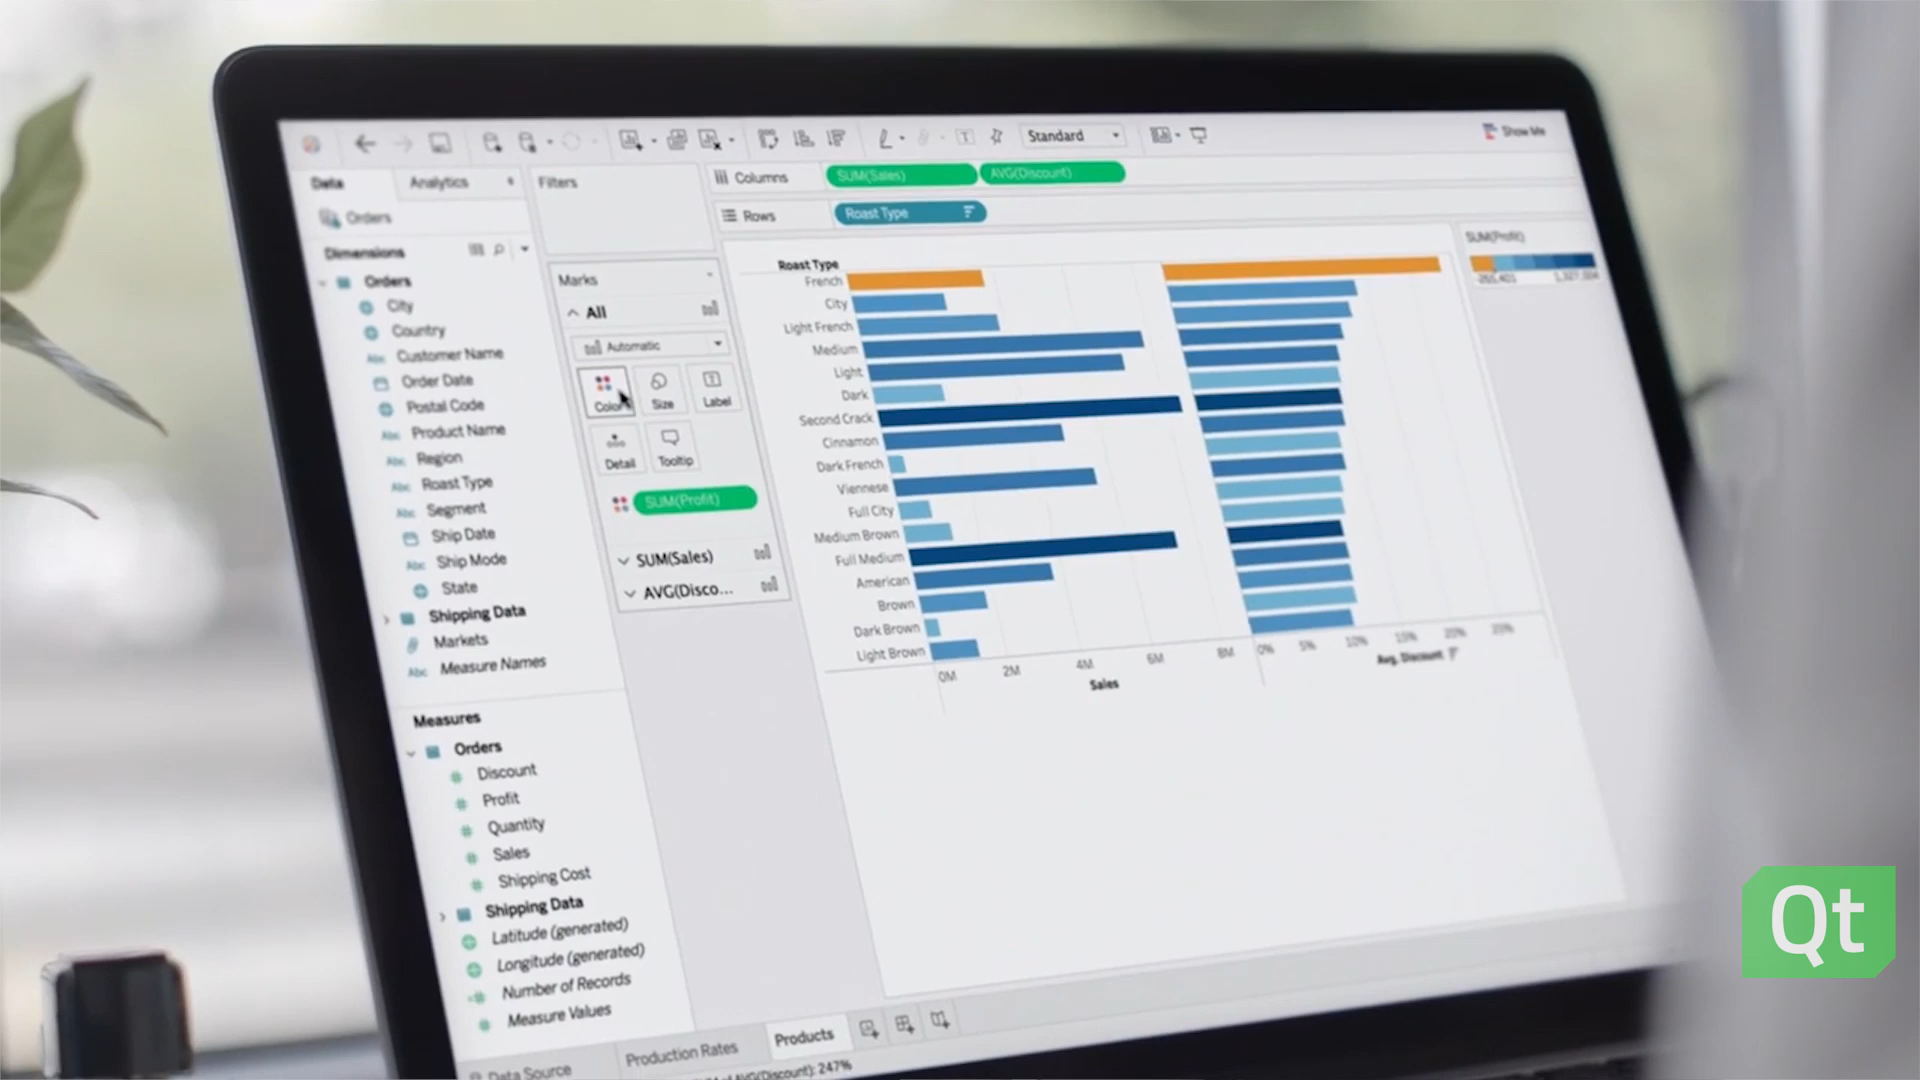 Standard
Show Me
Data
Analytics
Orders
Dimensions
Orders
City
Country
Customer Name
Order Date
Postal Code
Product Name
Region
Roast Type
Segment
Ship Date
Ship Mode
State
Shipping Data
Markets
Measure Names
Measures
Orders
Discount
Profit
Quantity
Sales
Shipping Cost
Shipping Data
Latitude (generated)
Longitude (generated)
Number of Records
Measure Values
Filters
Marks
All
Automatic
Color
Size
Label
Detail
Tooltip
SUM(Profit)
SUM(Sales)
AVG(Disco...
Columns
SUM(Sales)
AVG(Discount)
Rows
Roast Type
Roast Type
French
City
Light French
Medium
Light
Dark
Second Crack
Cinnamon
Dark French
Viennese
Full City
Medium Brown
Full Medium
American
Brown
Dark Brown
Light Brown
0M 2M 4M 6M 8M
Sales
0% 5% 10% 15% 20%
Avg. Discount
SUM(Profit)
Data Source
Production Rates
Products
AVG(Discount): 247%
Qt